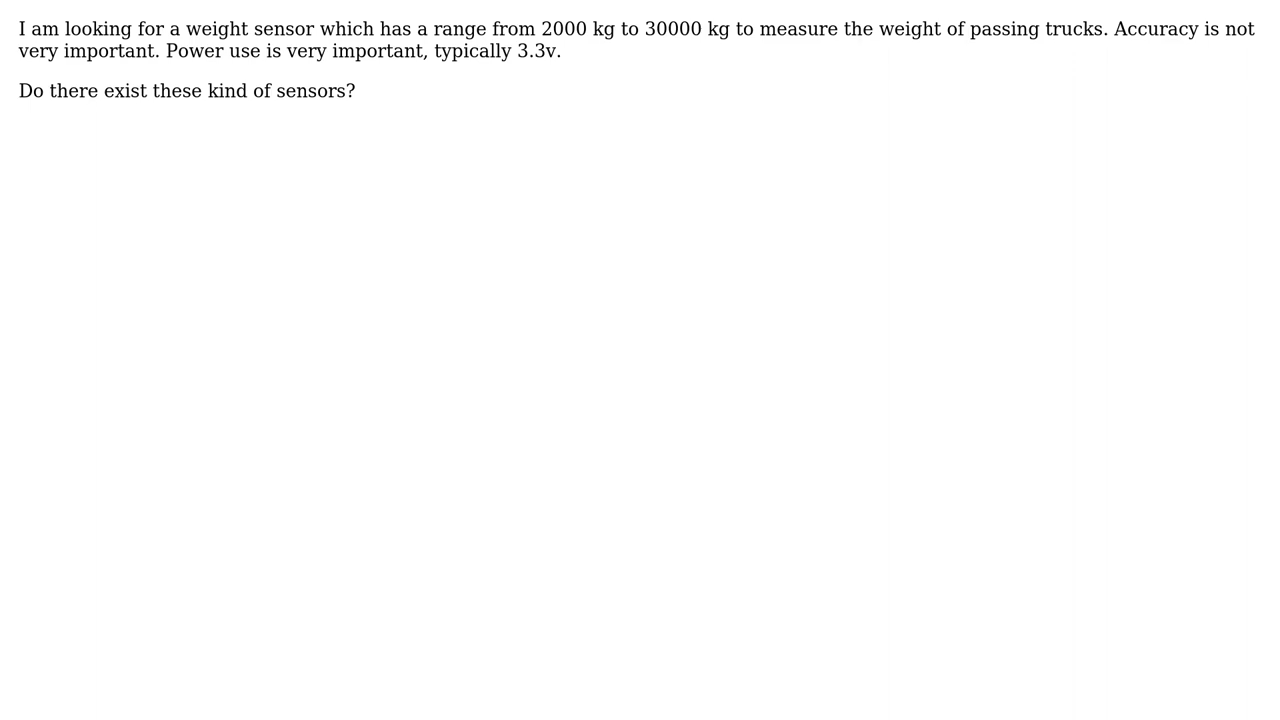 I am looking for a weight sensor which has a range from 2000 kg to 30000 kg to measure the weight of passing trucks. Accuracy is not
very important. Power use is very important, typically 3.3v.
Do there exist these kind of sensors?